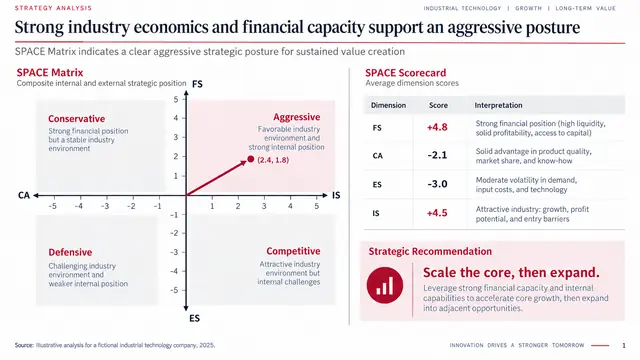 STRATEGY ANALYSIS
INDUSTRIAL TECHNOLOGY | GROWTH | LONG-TERM VALUE
Strong industry economics and financial capacity support an aggressive posture
SPACE Matrix indicates a clear aggressive strategic posture for sustained value creation
SPACE Matrix
Composite internal and external strategic position
FS
5
4
3
2
1
Conservative
Strong financial position
but a stable industry
environment
Aggressive
Favorable industry
environment and
strong internal position
(2.4, 1.8)
CA
IS
−5 −4 −3 −2 −1 1 2 3 4 5
−1
−2
−3
−4
−5
Defensive
Challenging industry
environment and
weaker internal position
Competitive
Attractive industry
environment but
internal challenges
ES
SPACE Scorecard
Average dimension scores
Dimension Score Interpretation
FS +4.8 Strong financial position (high liquidity,
solid profitability, access to capital)
CA -2.1 Solid advantage in product quality,
market share, and know-how
ES -3.0 Moderate volatility in demand,
input costs, and technology
IS +4.5 Attractive industry: growth, profit
potential, and entry barriers
Strategic Recommendation
Scale the core, then expand.
Leverage strong financial capacity and internal
capabilities to accelerate core growth, then expand
into adjacent opportunities.
Source: Illustrative analysis for a fictional industrial technology company, 2025.
INNOVATION DRIVES A STRONGER TOMORROW
1